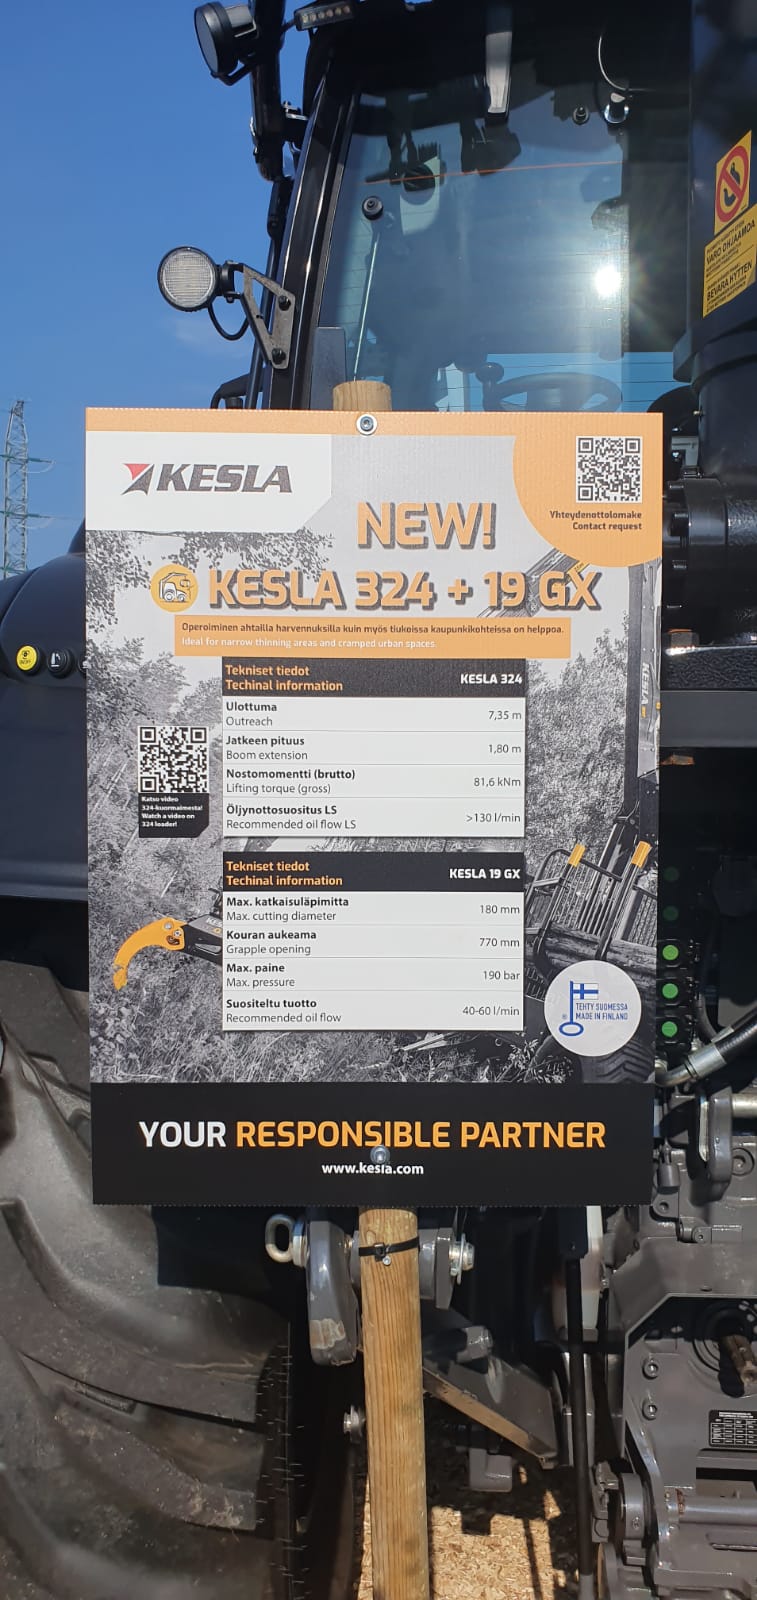 VARO OHJAAMOA
BEVARA HYTTEN
KESLA
Yhteydenottolomake
Contact request
NEW!
KESLA 324 + 19 GX
Operoiminen ahtailla harvennuksilla kuin myös tiukoissa kaupunkikohteissa on helppoa.
Ideal for narrow thinning areas and cramped urban spaces.
Tekniset tiedot
Techinal information
KESLA 324
Ulottuma
Outreach
7,35 m
Jatkeen pituus
Boom extension
1,80 m
Nostomomentti (brutto)
Lifting torque (gross)
81,6 kNm
Öljynottosuositus LS
Recommended oil flow LS
>130 l/min
Katso video
324-kuormaimesta!
Watch a video on
324 loader!
Tekniset tiedot
Techinal information
KESLA 19 GX
Max. katkaisuläpimitta
Max. cutting diameter
180 mm
Kouran aukeama
Grapple opening
770 mm
Max. paine
Max. pressure
190 bar
Suositeltu tuotto
Recommended oil flow
40-60 l/min
KESLA
TEHTY SUOMESSA
MADE IN FINLAND
YOUR RESPONSIBLE PARTNER
www.kesla.com